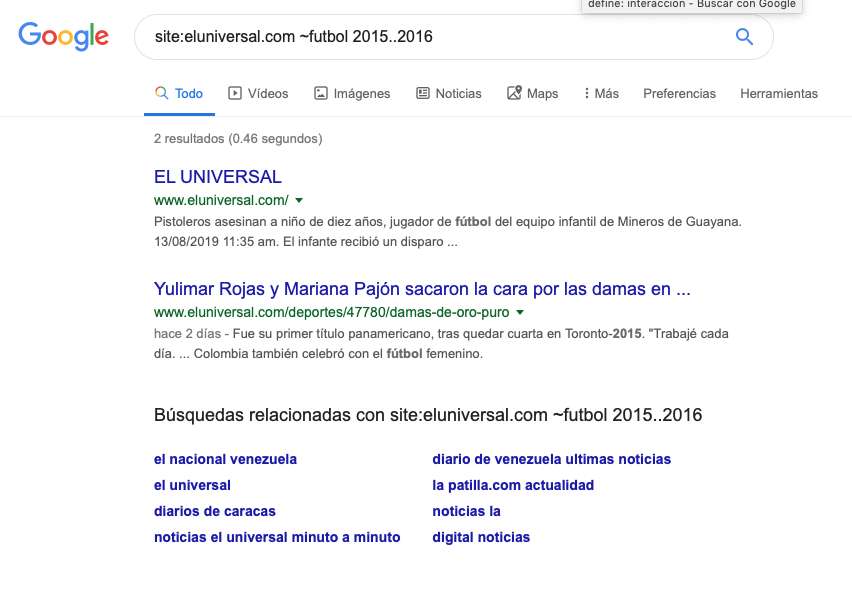 define: interacción - Buscar con Google
Google
site:eluniversal.com ~futbol 2015..2016
Todo Vídeos Imágenes Noticias Maps Más Preferencias Herramientas
2 resultados (0.46 segundos)
EL UNIVERSAL
www.eluniversal.com/
Pistoleros asesinan a niño de diez años, jugador de fútbol del equipo infantil de Mineros de Guayana.
13/08/2019 11:35 am. El infante recibió un disparo ...
Yulimar Rojas y Mariana Pajón sacaron la cara por las damas en ...
www.eluniversal.com/deportes/47780/damas-de-oro-puro
hace 2 días - Fue su primer título panamericano, tras quedar cuarta en Toronto-2015. "Trabajé cada
día. ... Colombia también celebró con el fútbol femenino.
Búsquedas relacionadas con site:eluniversal.com ~futbol 2015..2016
el nacional venezuela
el universal
diarios de caracas
noticias el universal minuto a minuto
diario de venezuela ultimas noticias
la patilla.com actualidad
noticias la
digital noticias